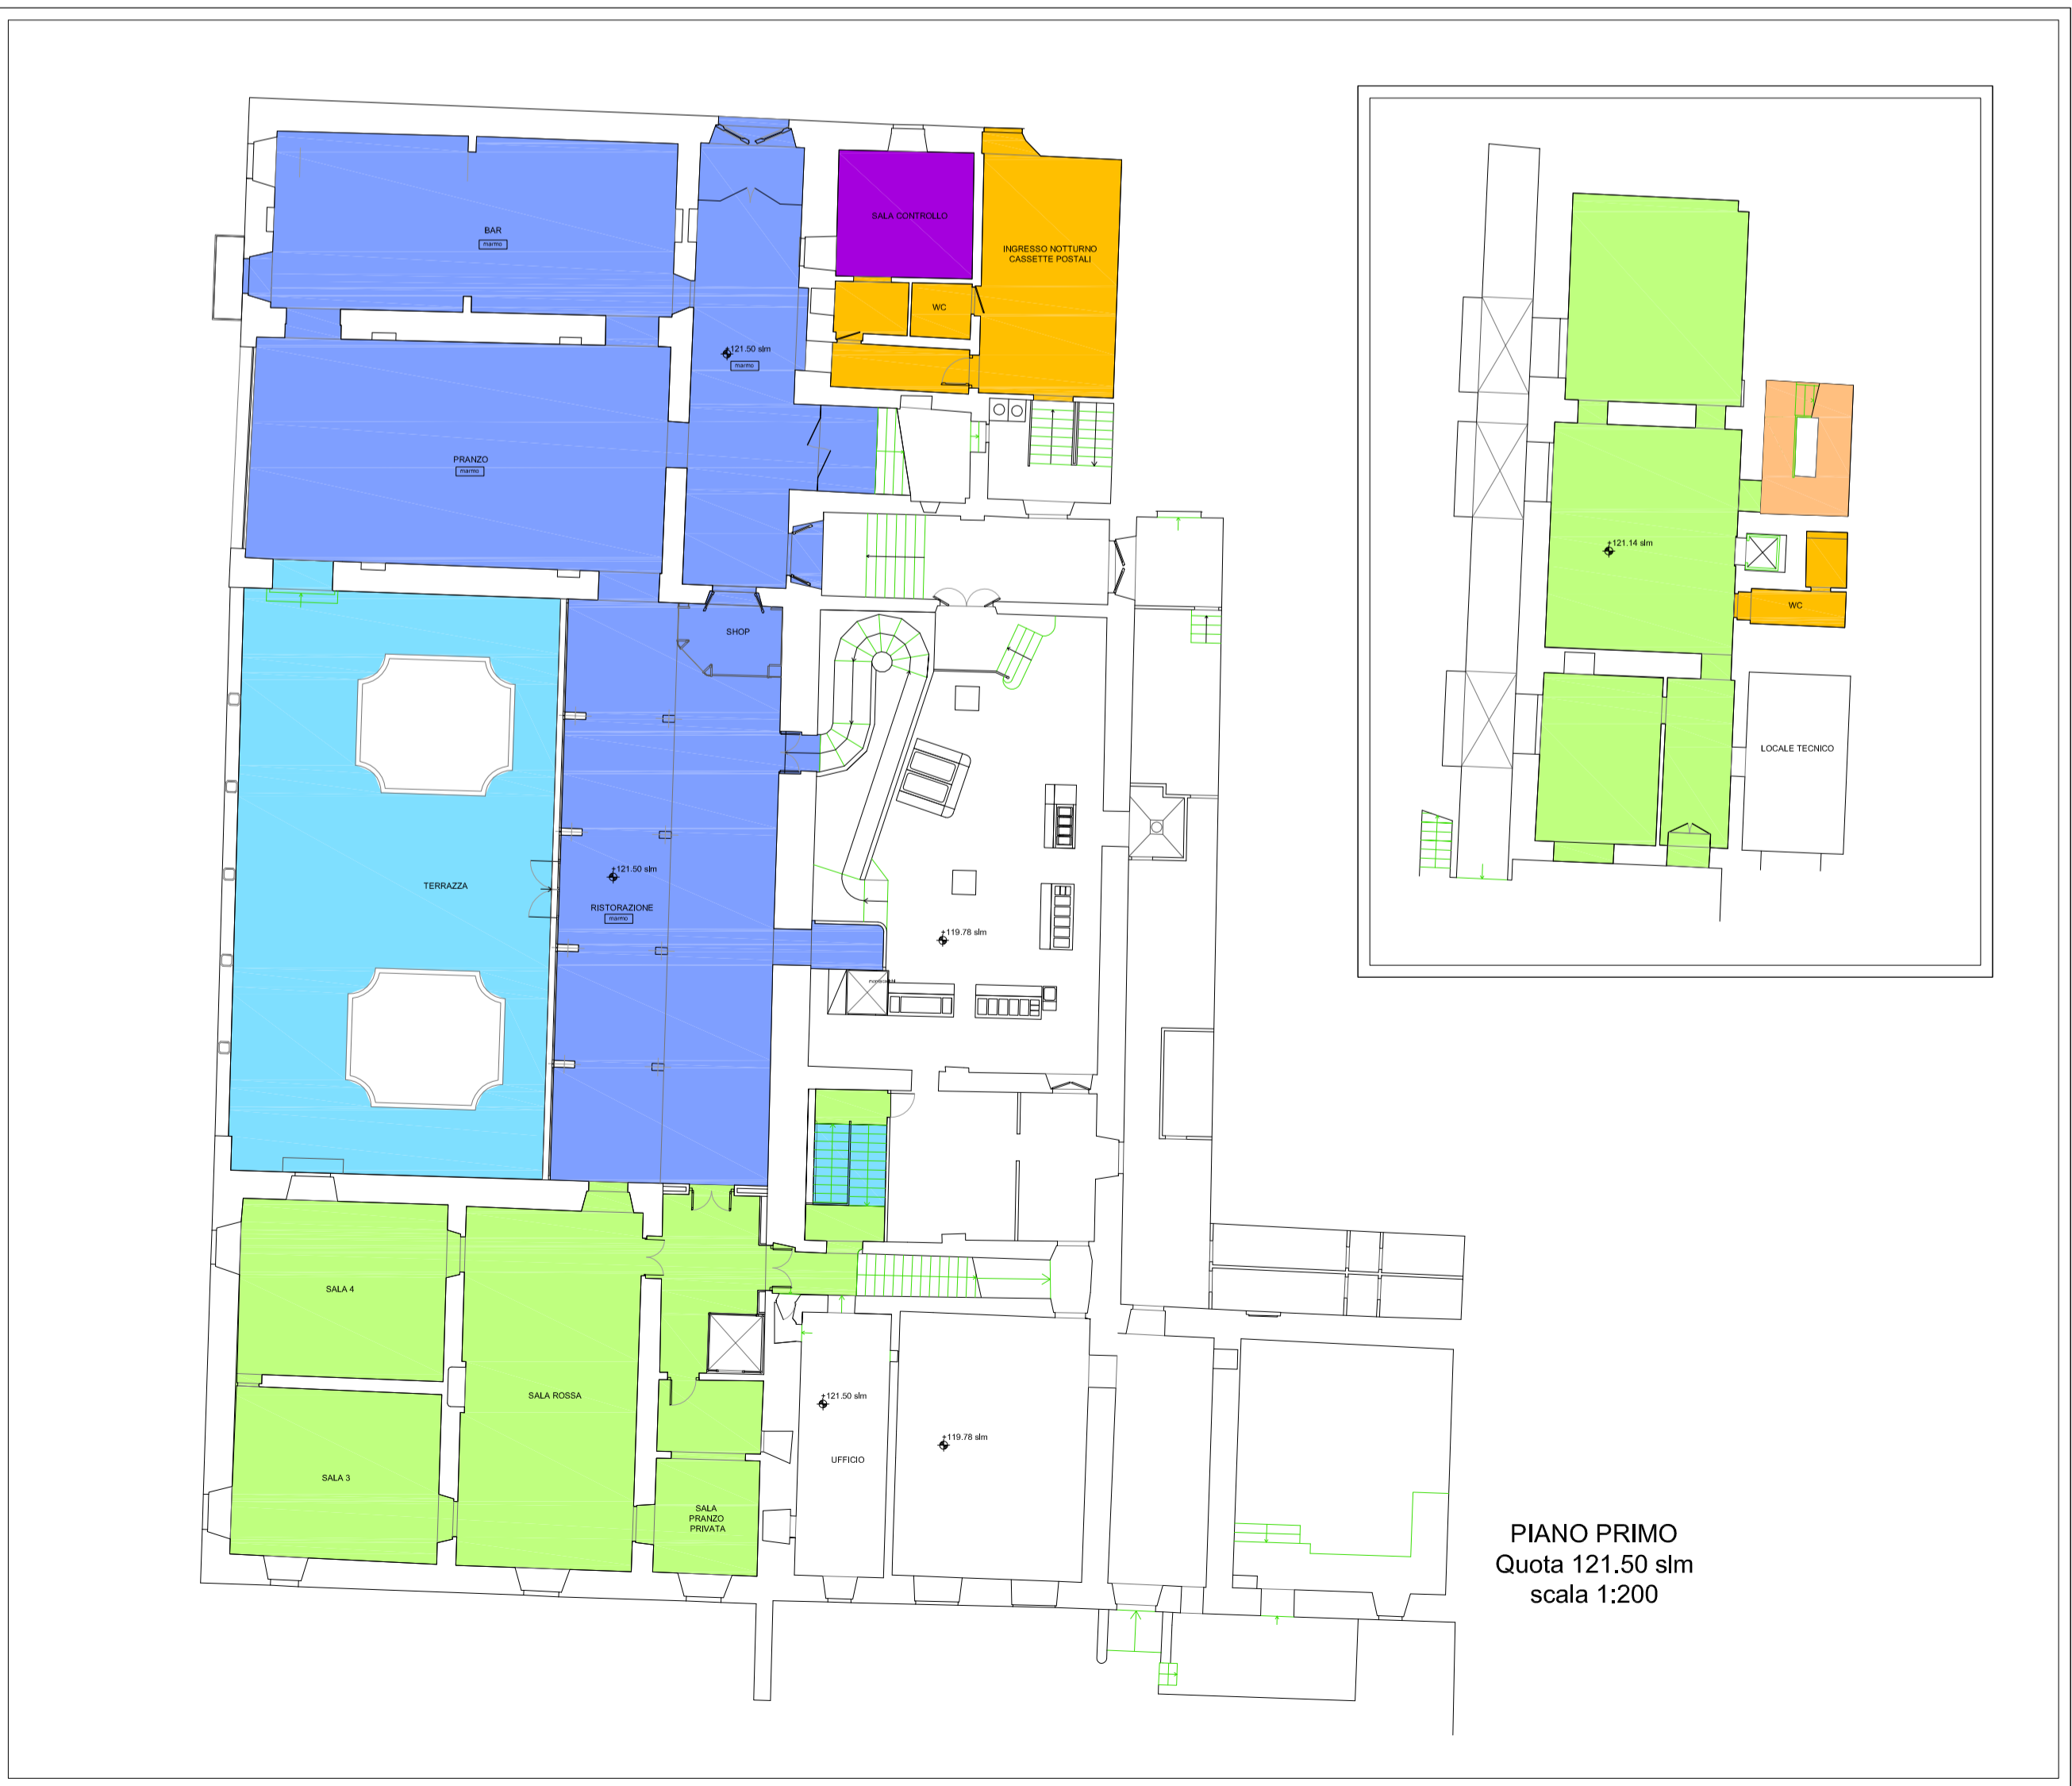 SALA CONTROLLO
BAR
marmo
INGRESSO NOTTURNO
CASSETTE POSTALI
WC
+121.50 slm
marmo
PRANZO
marmo
+121.14 slm
WC
SHOP
LOCALE TECNICO
+121.50 slm
TERRAZZA
RISTORAZIONE
marmo
+119.78 slm
SALA 4
SALA ROSSA
+121.50 slm
+119.78 slm
UFFICIO
SALA 3
SALA
PRANZO
PRIVATA
PIANO PRIMO
Quota 121.50 slm
scala 1:200